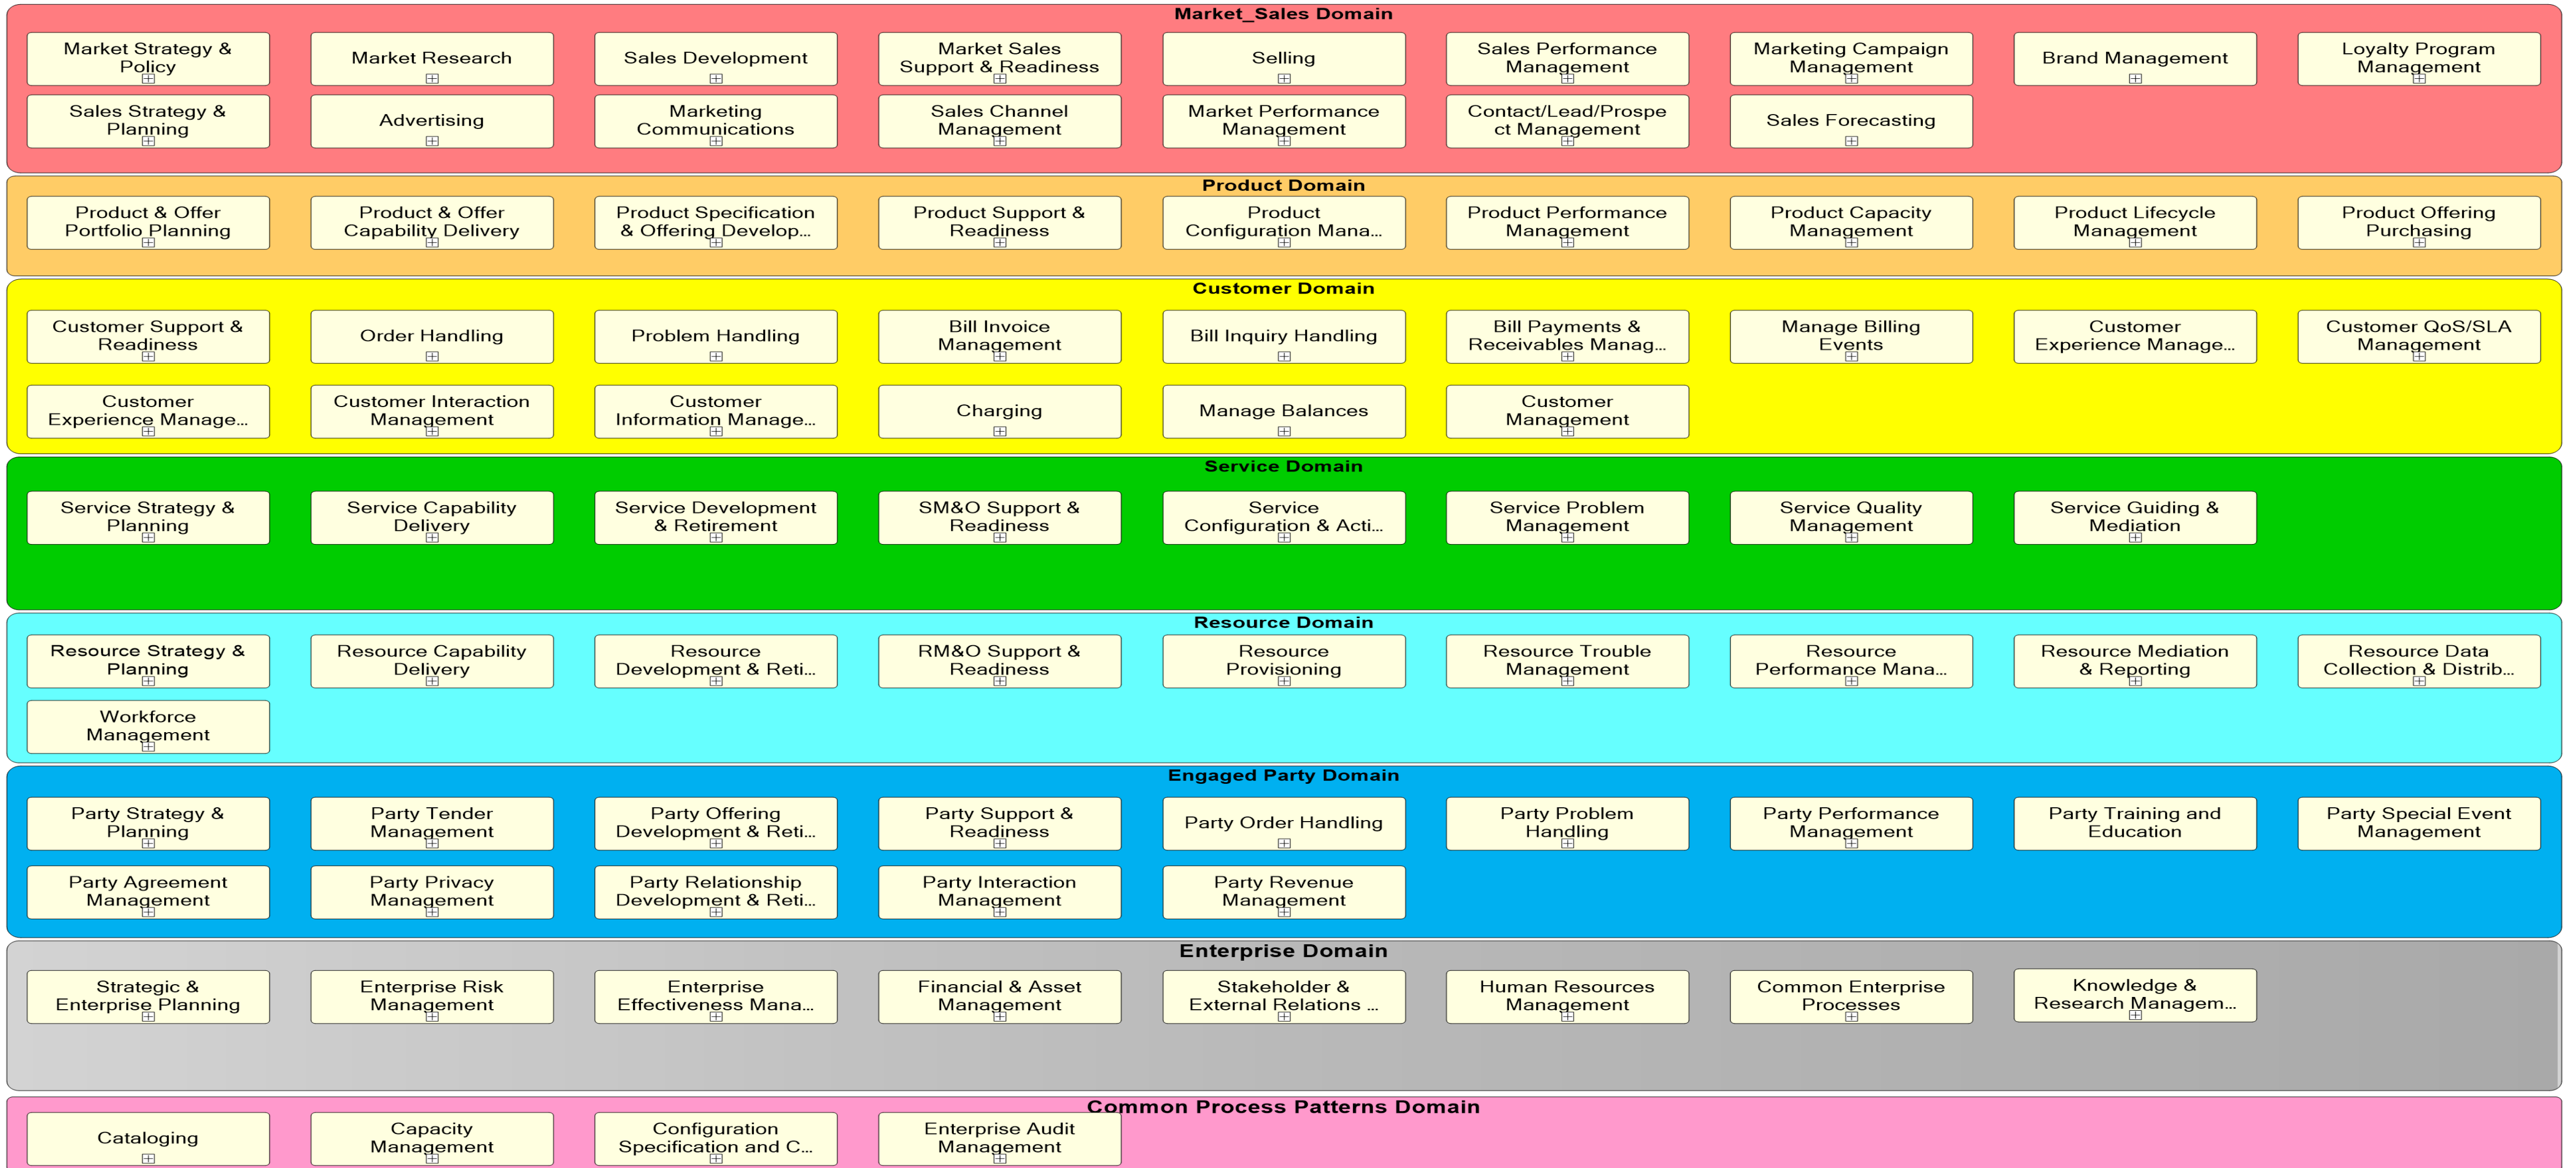 Market_Sales Domain
Market Strategy &
Policy
Market Research
Sales Development
Market Sales
Support & Readiness
Selling
Sales Performance
Management
Marketing Campaign
Management
Brand Management
Loyalty Program
Management
Sales Strategy &
Planning
Advertising
Marketing
Communications
Sales Channel
Management
Market Performance
Management
Contact/Lead/Prospe
ct Management
Sales Forecasting
Product Domain
Product & Offer
Portfolio Planning
Product & Offer
Capability Delivery
Product Specification
& Offering Develop...
Product Support &
Readiness
Product
Configuration Mana...
Product Performance
Management
Product Capacity
Management
Product Lifecycle
Management
Product Offering
Purchasing
Customer Domain
Customer Support &
Readiness
Order Handling
Problem Handling
Bill Invoice
Management
Bill Inquiry Handling
Bill Payments &
Receivables Manag...
Manage Billing
Events
Customer
Experience Manage...
Customer QoS/SLA
Management
Customer
Experience Manage...
Customer Interaction
Management
Customer
Information Manage...
Charging
Manage Balances
Customer
Management
Service Domain
Service Strategy &
Planning
Service Capability
Delivery
Service Development
& Retirement
SM&O Support &
Readiness
Service
Configuration & Acti...
Service Problem
Management
Service Quality
Management
Service Guiding &
Mediation
Resource Domain
Resource Strategy &
Planning
Resource Capability
Delivery
Resource
Development & Reti...
RM&O Support &
Readiness
Resource
Provisioning
Resource Trouble
Management
Resource
Performance Mana...
Resource Mediation
& Reporting
Resource Data
Collection & Distrib...
Workforce
Management
Engaged Party Domain
Party Strategy &
Planning
Party Tender
Management
Party Offering
Development & Reti...
Party Support &
Readiness
Party Order Handling
Party Problem
Handling
Party Performance
Management
Party Training and
Education
Party Special Event
Management
Party Agreement
Management
Party Privacy
Management
Party Relationship
Development & Reti...
Party Interaction
Management
Party Revenue
Management
Enterprise Domain
Strategic &
Enterprise Planning
Enterprise Risk
Management
Enterprise
Effectiveness Mana...
Financial & Asset
Management
Stakeholder &
External Relations ...
Human Resources
Management
Common Enterprise
Processes
Knowledge &
Research Managem...
Common Process Patterns Domain
Cataloging
Capacity
Management
Configuration
Specification and C...
Enterprise Audit
Management